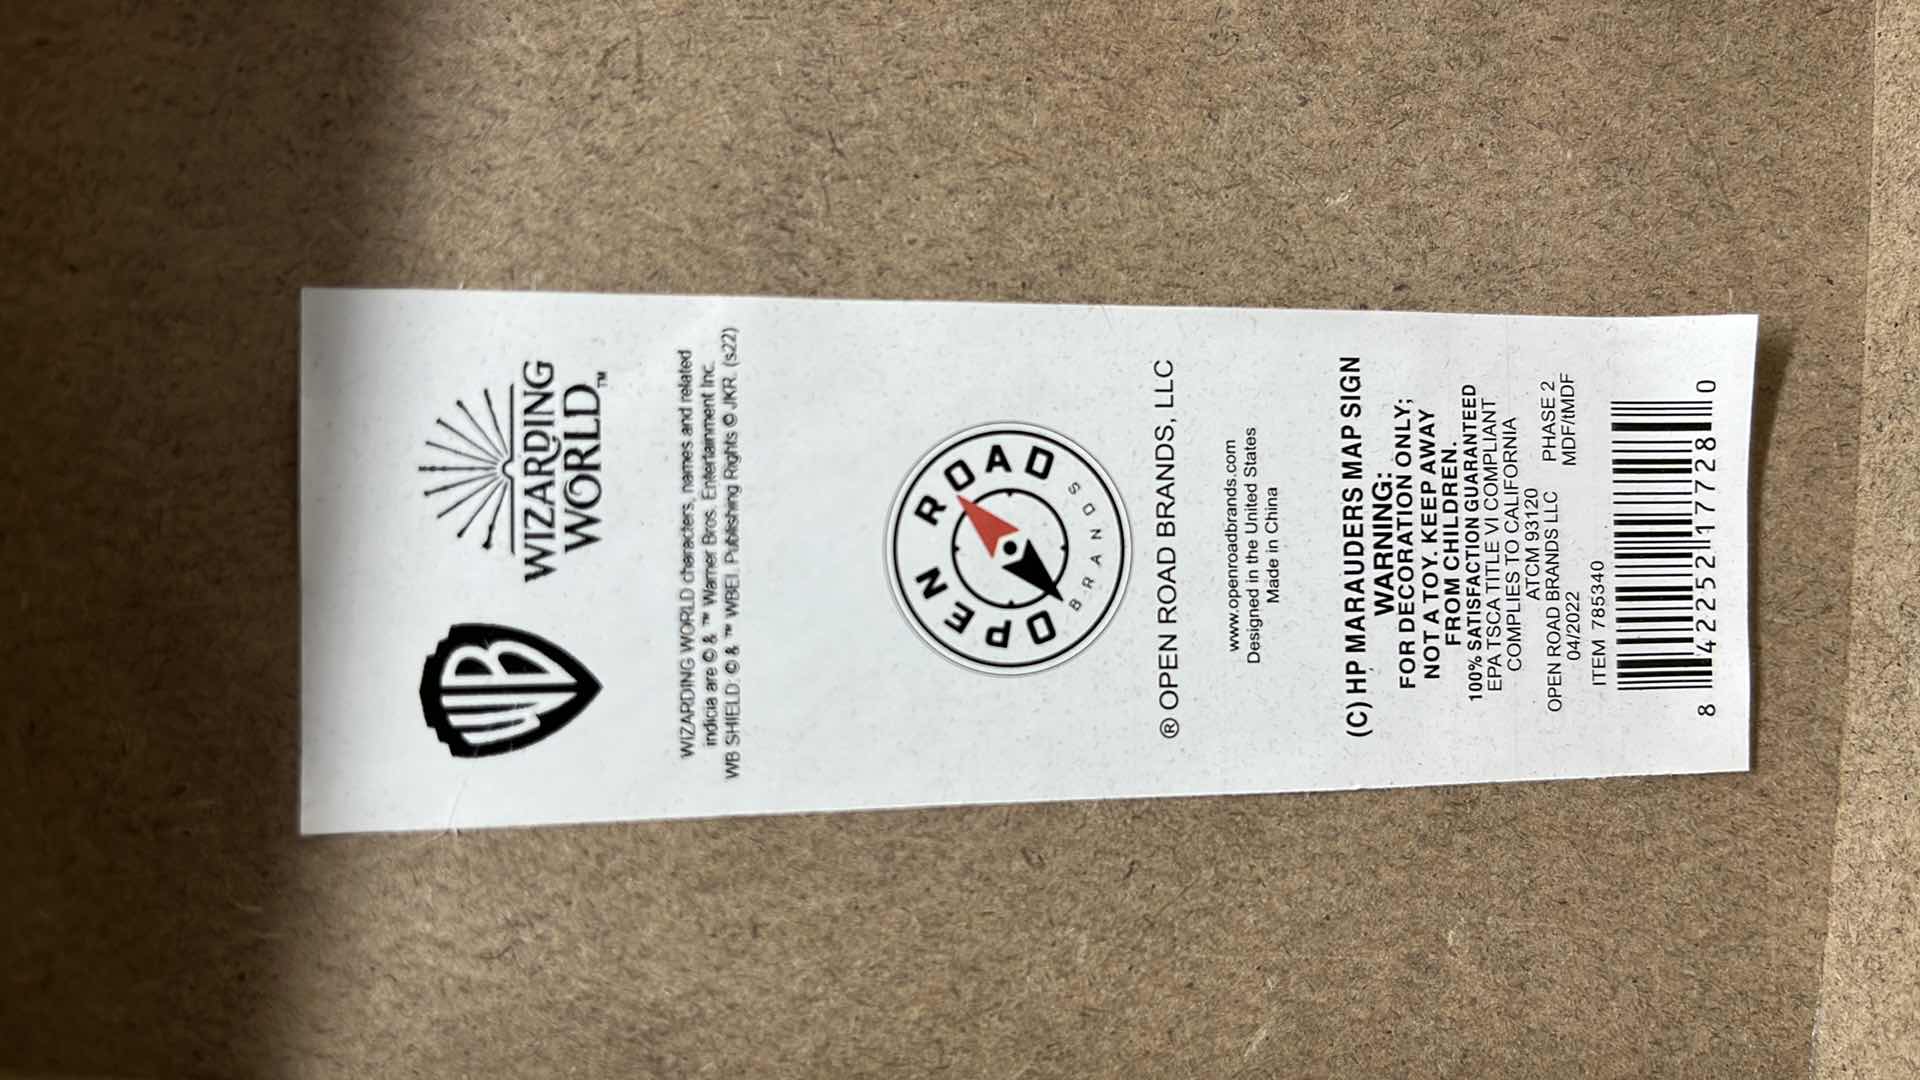 WB
WIZARDING
WORLD™
WIZARDING WORLD characters, names and related
indicia are © & ™ Warner Bros. Entertainment Inc.
WB SHIELD: © & ™ WBEI. Publishing Rights © JKR. (s22)
OPEN ROAD
BRANDS
® OPEN ROAD BRANDS, LLC
www.openroadbrands.com
Designed in the United States
Made in China
(C) HP MARAUDERS MAP SIGN
WARNING:
FOR DECORATION ONLY;
NOT A TOY. KEEP AWAY
FROM CHILDREN.
100% SATISFACTION GUARANTEED
EPA TSCA TITLE VI COMPLIANT
COMPLIES TO CALIFORNIA
ATCM 93120
OPEN ROAD BRANDS LLC PHASE 2
04/2022 MDF/tMDF
ITEM 785340
8 42252 17728 0